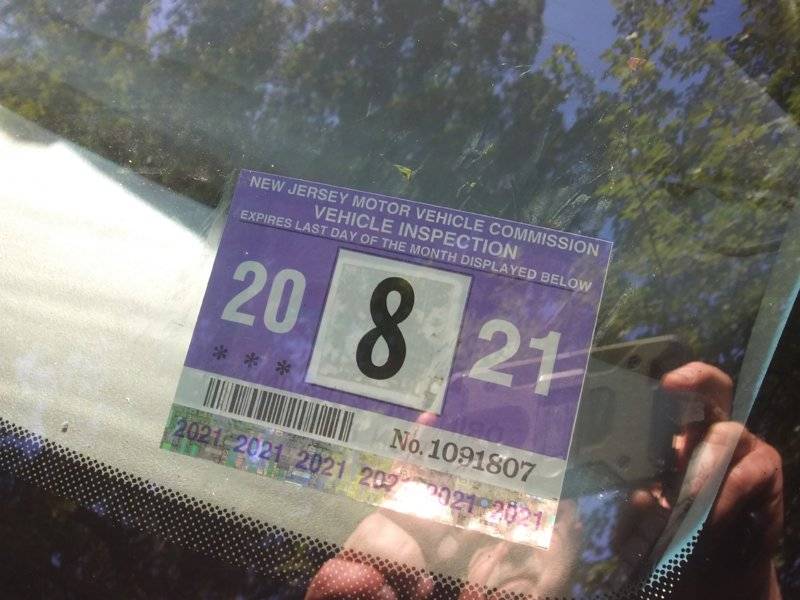 NEW JERSEY MOTOR VEHICLE COMMISSION
VEHICLE INSPECTION
EXPIRES LAST DAY OF THE MONTH DISPLAYED BELOW
20 8 21
***
No. 1091807
2021 2021 2021 2021 2021 2021